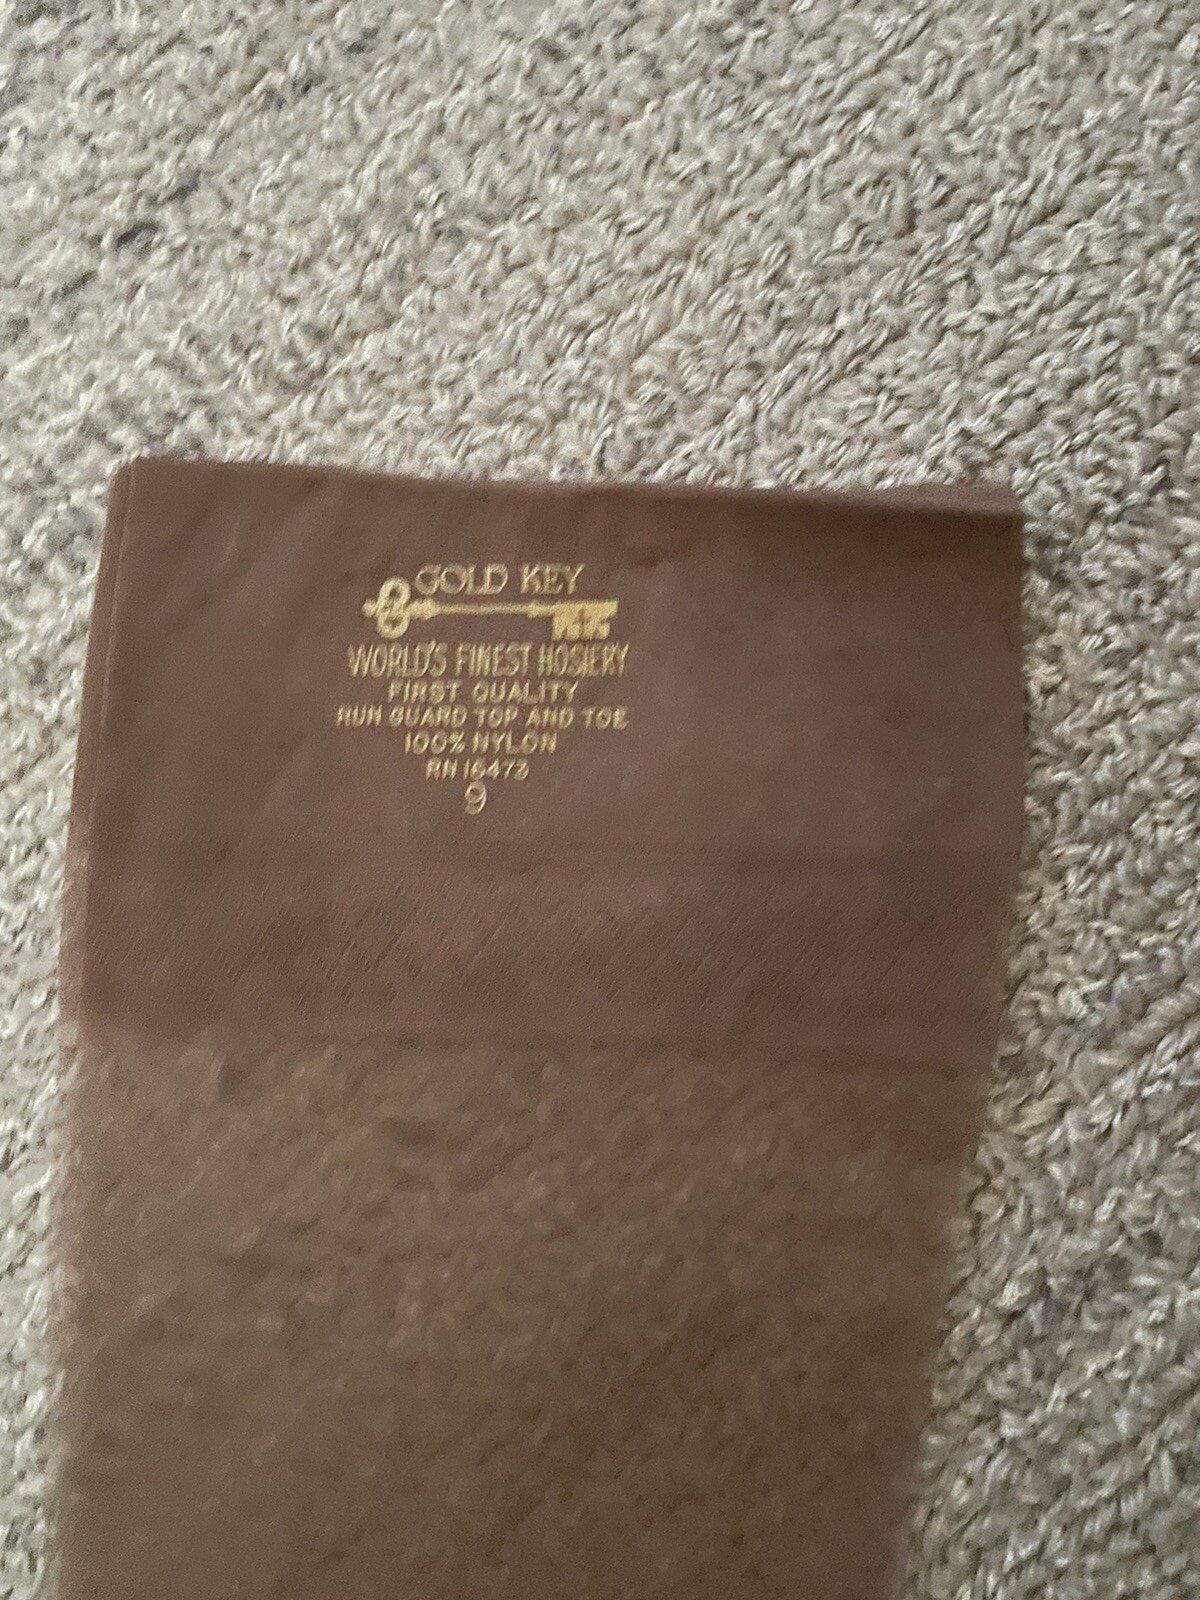 GOLD KEY
WORLD'S FINEST HOSIERY
FIRST QUALITY
RUN GUARD TOP AND TOE
100% NYLON
RN 16473
9